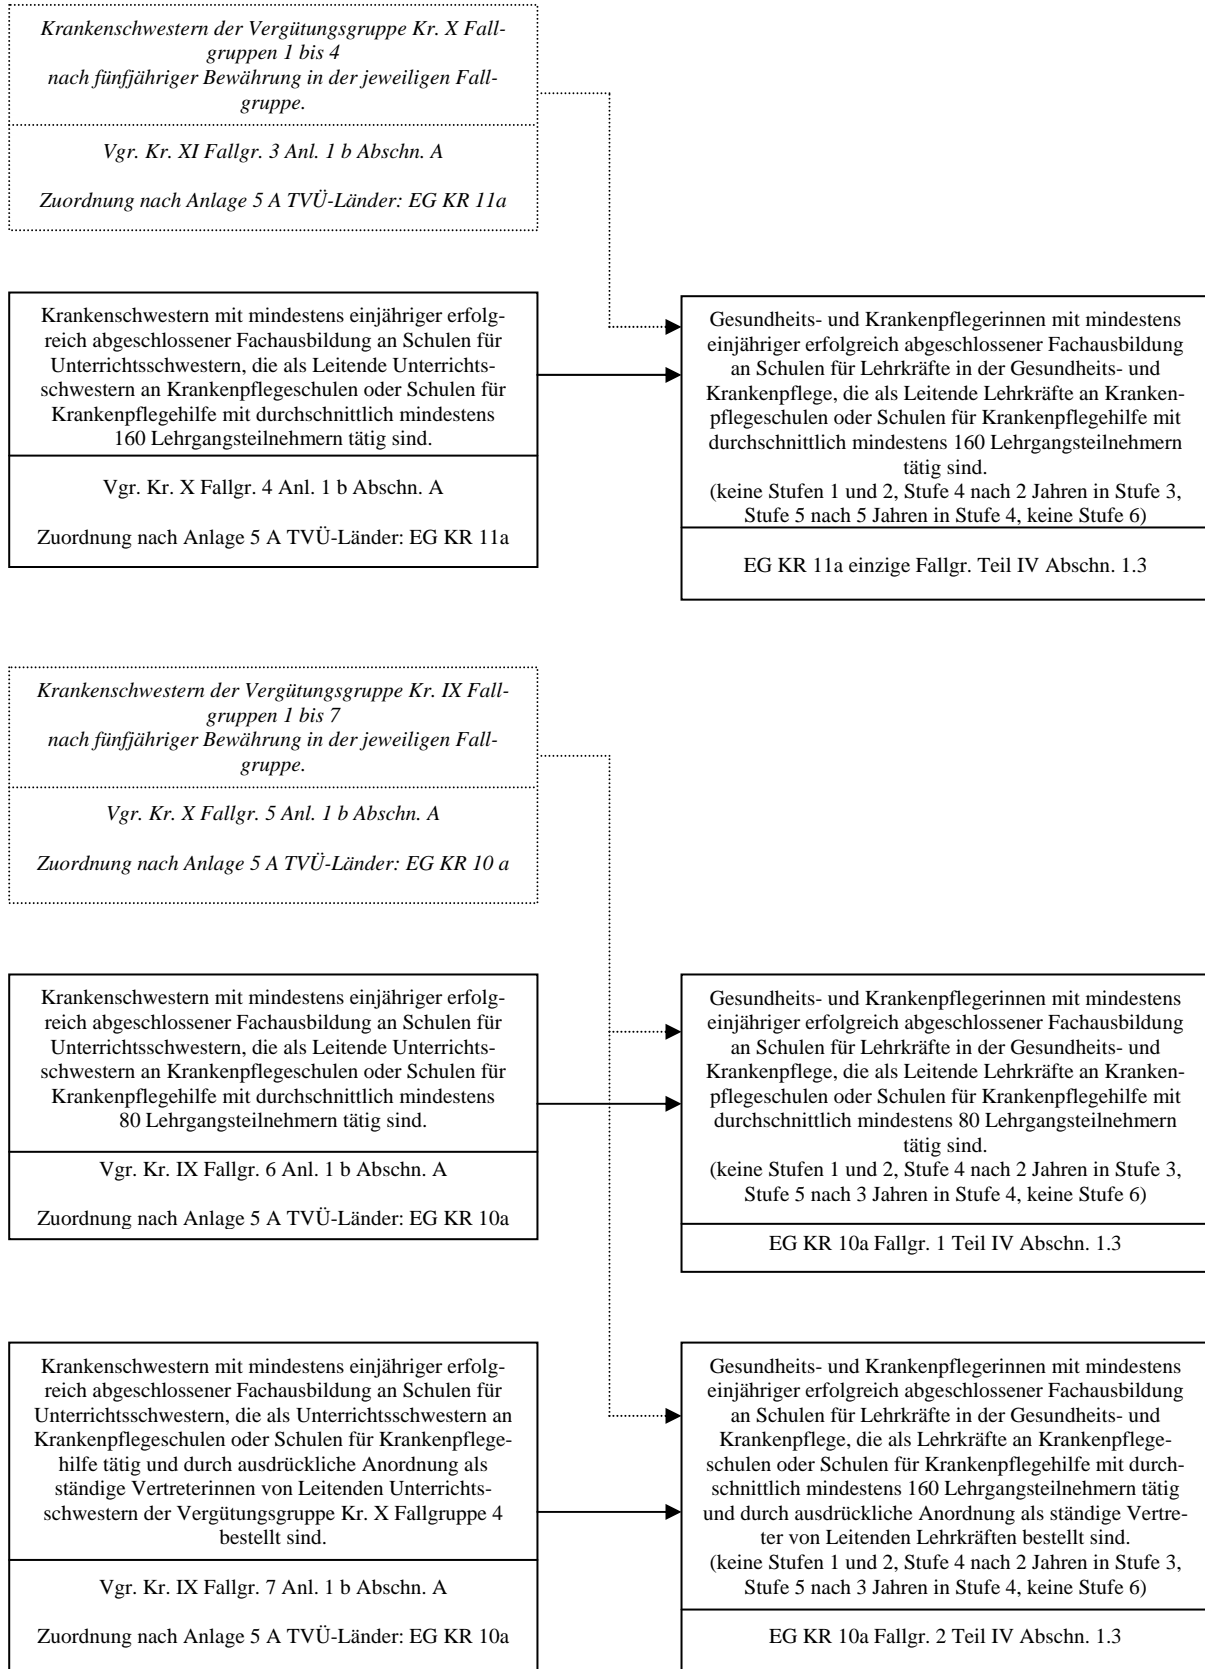 Krankenschwestern der Vergütungsgruppe Kr. X Fall-
gruppen 1 bis 4
nach fünfjähriger Bewährung in der jeweiligen Fall-
gruppe.
Vgr. Kr. XI Fallgr. 3 Anl. 1 b Abschn. A
Zuordnung nach Anlage 5 A TVÜ-Länder: EG KR 11a
Krankenschwestern mit mindestens einjähriger erfolg-
reich abgeschlossener Fachausbildung an Schulen für
Unterrichtsschwestern, die als Leitende Unterrichts-
schwestern an Krankenpflegeschulen oder Schulen für
Krankenpflegehilfe mit durchschnittlich mindestens
160 Lehrgangsteilnehmern tätig sind.
Vgr. Kr. X Fallgr. 4 Anl. 1 b Abschn. A
Zuordnung nach Anlage 5 A TVÜ-Länder: EG KR 11a
Gesundheits- und Krankenpflegerinnen mit mindestens
einjähriger erfolgreich abgeschlossener Fachausbildung
an Schulen für Lehrkräfte in der Gesundheits- und
Krankenpflege, die als Leitende Lehrkräfte an Kranken-
pflegeschulen oder Schulen für Krankenpflegehilfe mit
durchschnittlich mindestens 160 Lehrgangsteilnehmern
tätig sind.
(keine Stufen 1 und 2, Stufe 4 nach 2 Jahren in Stufe 3,
Stufe 5 nach 5 Jahren in Stufe 4, keine Stufe 6)
EG KR 11a einzige Fallgr. Teil IV Abschn. 1.3
Krankenschwestern der Vergütungsgruppe Kr. IX Fall-
gruppen 1 bis 7
nach fünfjähriger Bewährung in der jeweiligen Fall-
gruppe.
Vgr. Kr. X Fallgr. 5 Anl. 1 b Abschn. A
Zuordnung nach Anlage 5 A TVÜ-Länder: EG KR 10 a
Krankenschwestern mit mindestens einjähriger erfolg-
reich abgeschlossener Fachausbildung an Schulen für
Unterrichtsschwestern, die als Leitende Unterrichts-
schwestern an Krankenpflegeschulen oder Schulen für
Krankenpflegehilfe mit durchschnittlich mindestens
80 Lehrgangsteilnehmern tätig sind.
Vgr. Kr. IX Fallgr. 6 Anl. 1 b Abschn. A
Zuordnung nach Anlage 5 A TVÜ-Länder: EG KR 10a
Gesundheits- und Krankenpflegerinnen mit mindestens
einjähriger erfolgreich abgeschlossener Fachausbildung
an Schulen für Lehrkräfte in der Gesundheits- und
Krankenpflege, die als Leitende Lehrkräfte an Kranken-
pflegeschulen oder Schulen für Krankenpflegehilfe mit
durchschnittlich mindestens 80 Lehrgangsteilnehmern
tätig sind.
(keine Stufen 1 und 2, Stufe 4 nach 2 Jahren in Stufe 3,
Stufe 5 nach 3 Jahren in Stufe 4, keine Stufe 6)
EG KR 10a Fallgr. 1 Teil IV Abschn. 1.3
Krankenschwestern mit mindestens einjähriger erfolg-
reich abgeschlossener Fachausbildung an Schulen für
Unterrichtsschwestern, die als Unterrichtsschwestern an
Krankenpflegeschulen oder Schulen für Krankenpflege-
hilfe tätig und durch ausdrückliche Anordnung als
ständige Vertreterinnen von Leitenden Unterrichts-
schwestern der Vergütungsgruppe Kr. X Fallgruppe 4
bestellt sind.
Vgr. Kr. IX Fallgr. 7 Anl. 1 b Abschn. A
Zuordnung nach Anlage 5 A TVÜ-Länder: EG KR 10a
Gesundheits- und Krankenpflegerinnen mit mindestens
einjähriger erfolgreich abgeschlossener Fachausbildung
an Schulen für Lehrkräfte in der Gesundheits- und
Krankenpflege, die als Lehrkräfte an Krankenpflege-
schulen oder Schulen für Krankenpflegehilfe mit durch-
schnittlich mindestens 160 Lehrgangsteilnehmern tätig
und durch ausdrückliche Anordnung als ständige Vertre-
ter von Leitenden Lehrkräften bestellt sind.
(keine Stufen 1 und 2, Stufe 4 nach 2 Jahren in Stufe 3,
Stufe 5 nach 3 Jahren in Stufe 4, keine Stufe 6)
EG KR 10a Fallgr. 2 Teil IV Abschn. 1.3